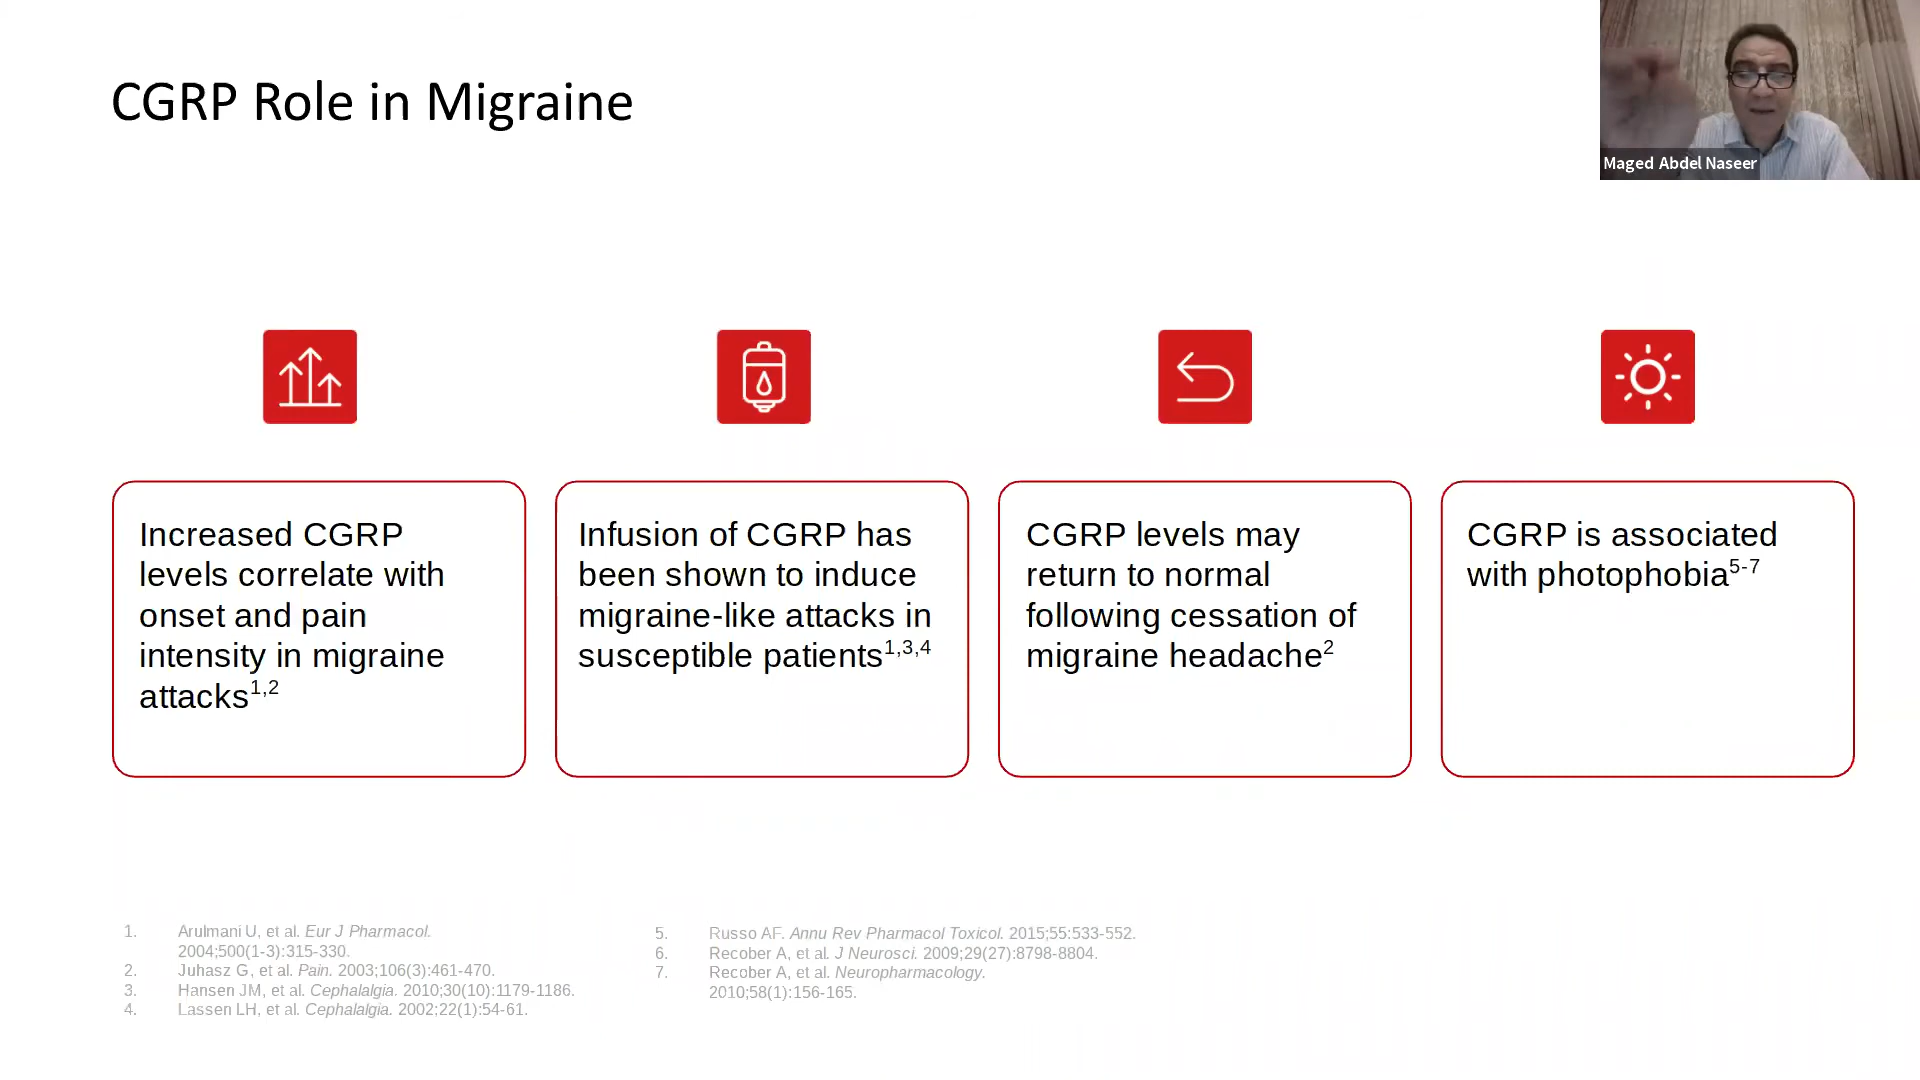 CGRP Role in Migraine
Maged Abdel Naseer
Increased CGRP
levels correlate with
onset and pain
intensity in migraine
attacks1,2
Infusion of CGRP has
been shown to induce
migraine-like attacks in
susceptible patients1,3,4
CGRP levels may
return to normal
following cessation of
migraine headache2
CGRP is associated
with photophobia5-7
1. Arulmani U, et al. Eur J Pharmacol.
2004;500(1-3):315-330.
2. Juhasz G, et al. Pain. 2003;106(3):461-470.
3. Hansen JM, et al. Cephalalgia. 2010;30(10):1179-1186.
4. Lassen LH, et al. Cephalalgia. 2002;22(1):54-61.
5. Russo AF. Annu Rev Pharmacol Toxicol. 2015;55:533-552.
6. Recober A, et al. J Neurosci. 2009;29(27):8798-8804.
7. Recober A, et al. Neuropharmacology.
2010;58(1):156-165.